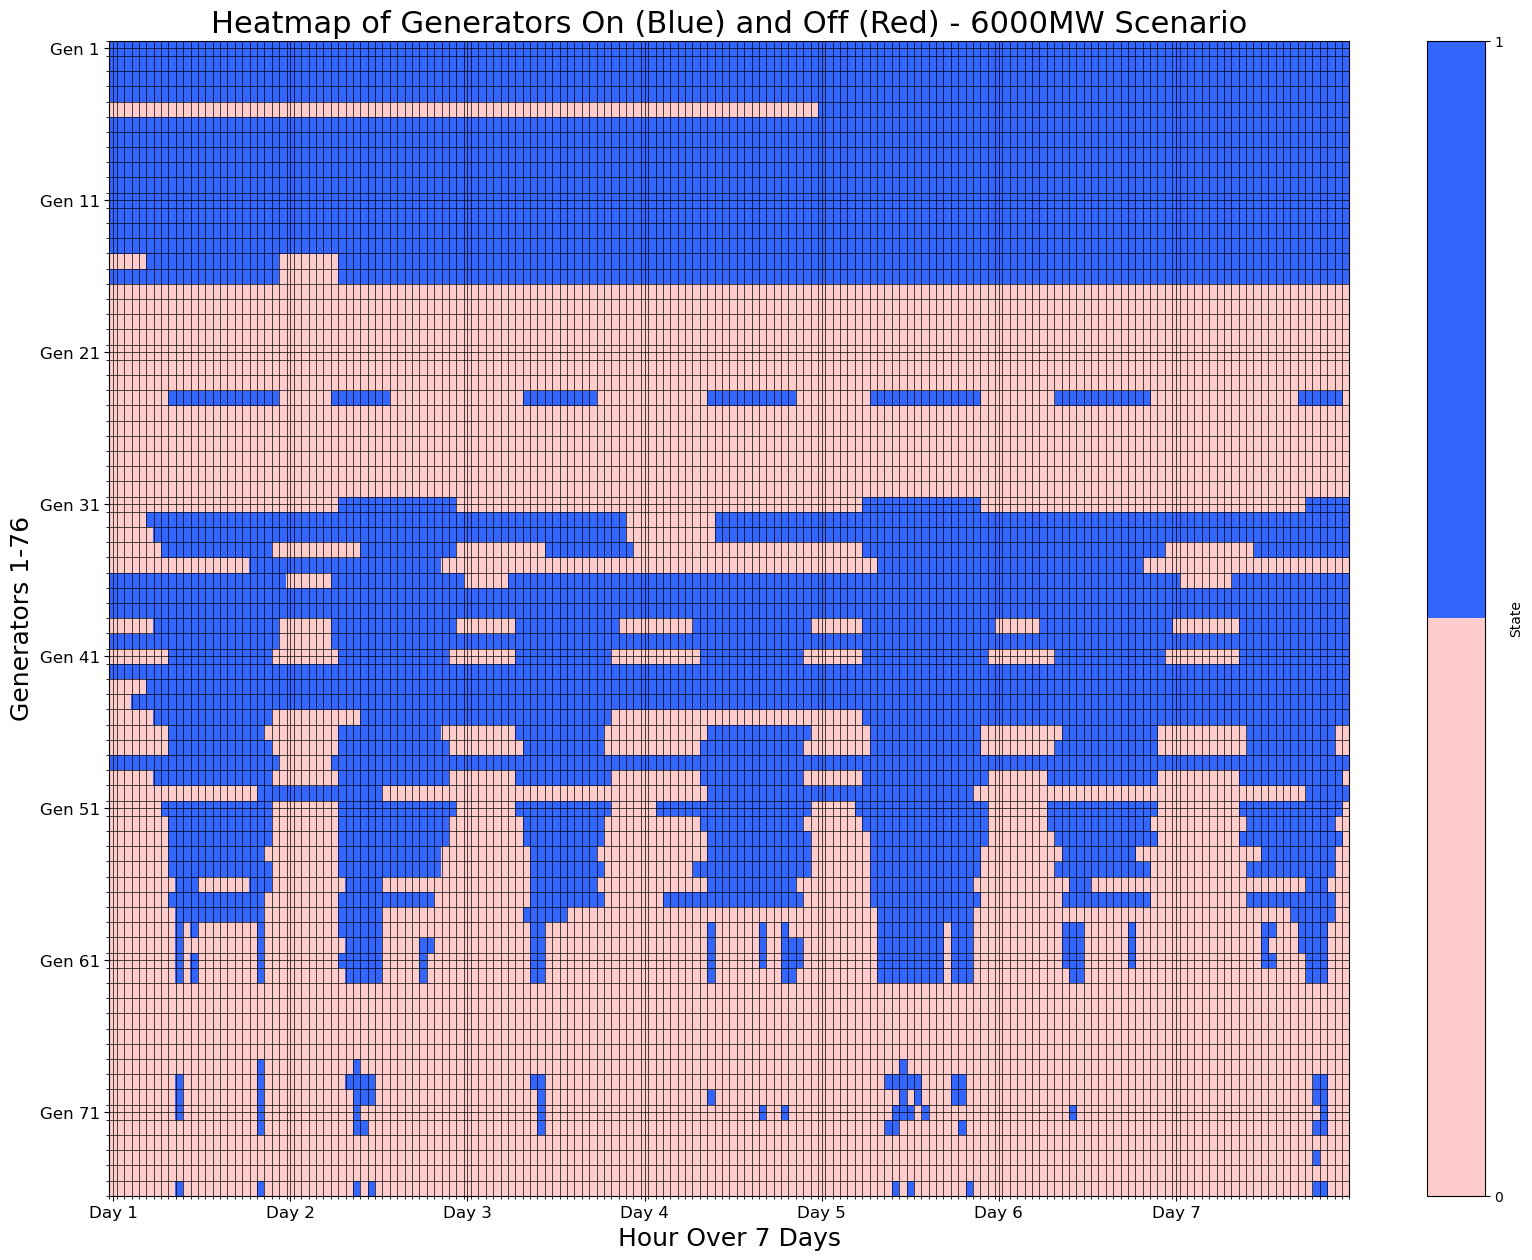 Heatmap of Generators On (Blue) and Off (Red) - 6000MW Scenario
Gen 1
Gen 11
Gen 21
Gen 31
Gen 41
Gen 51
Gen 61
Gen 71
Generators 1-76
Day 1
Day 2
Day 3
Day 4
Day 5
Day 6
Day 7
Hour Over 7 Days
1
State
0